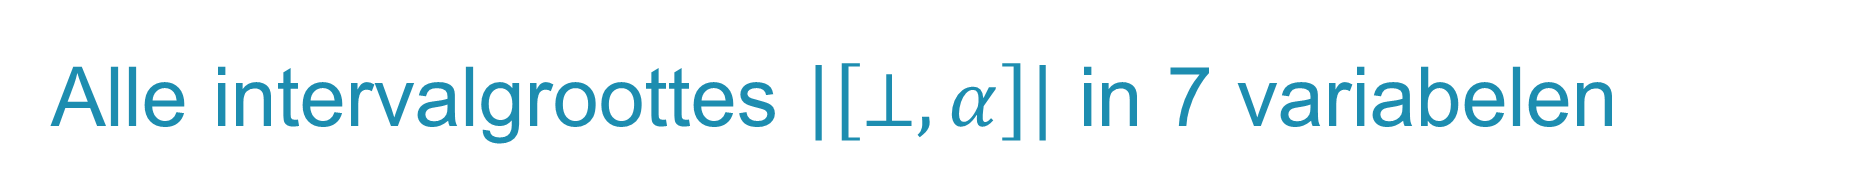 Alle intervalgroottes |[⊥, α]| in 7 variabelen